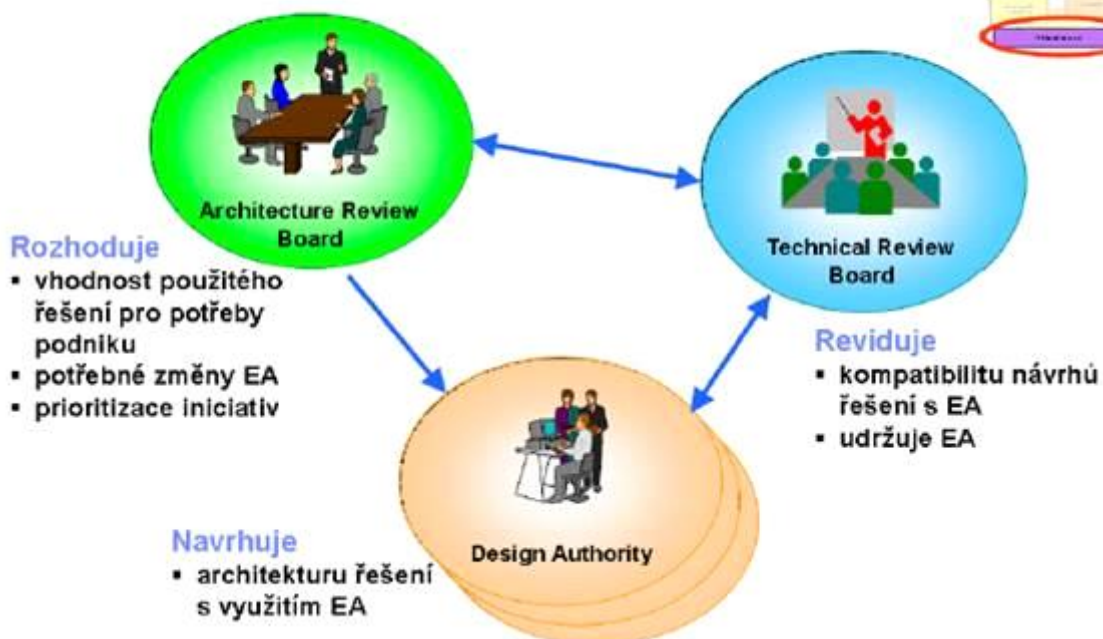 Architecture Review
Board
Technical Review
Board
Rozhoduje
▪ vhodnost použitého
řešení pro potřeby
podniku
▪ potřebné změny EA
▪ prioritizace iniciativ
Reviduje
▪ kompatibilitu návrhů
řešení s EA
▪ udržuje EA
Design Authority
Navrhuje
▪ architekturu řešení
s využitím EA